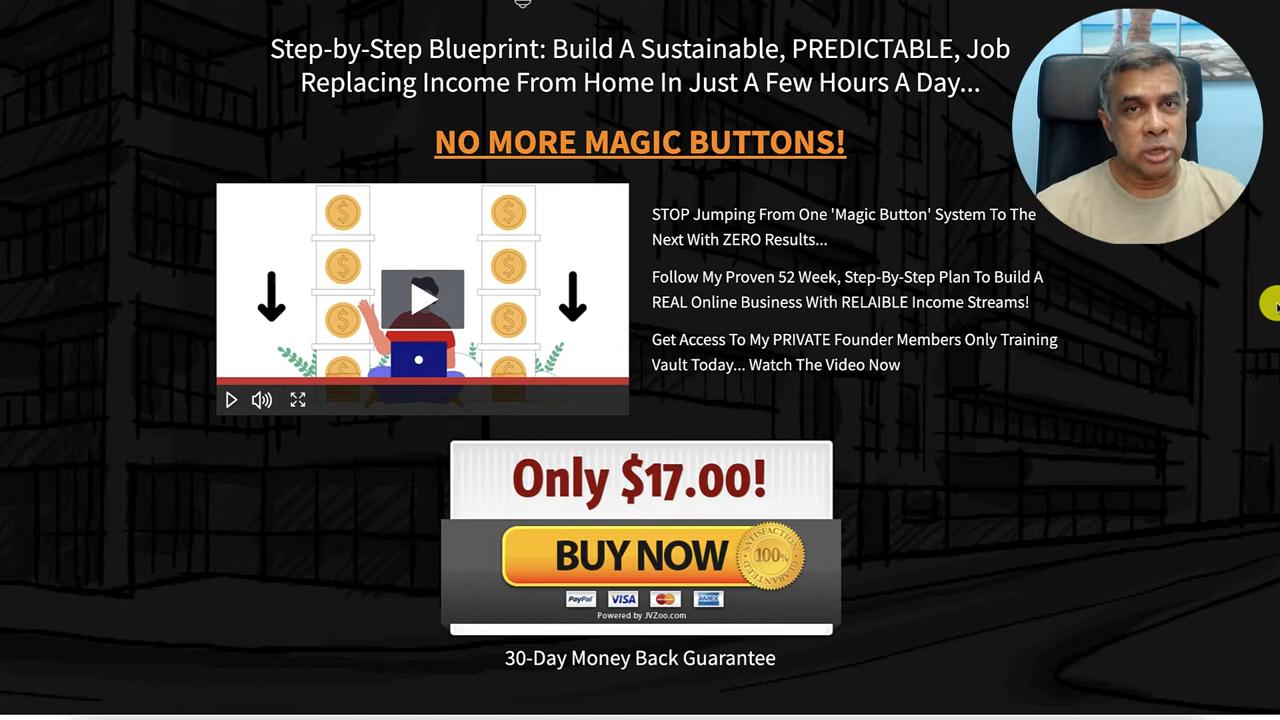 Step-by-Step Blueprint: Build A Sustainable, PREDICTABLE, Job
Replacing Income From Home In Just A Few Hours A Day...
NO MORE MAGIC BUTTONS!
STOP Jumping From One 'Magic Button' System To The
Next With ZERO Results...
Follow My Proven 52 Week, Step-By-Step Plan To Build A
REAL Online Business With RELAIBLE Income Streams!
Get Access To My PRIVATE Founder Members Only Training
Vault Today... Watch The Video Now
$ $
$ $
$ $
$ $
Only $17.00!
BUY NOW
SATISFACTION
100%
GUARANTEED
PayPal VISA MasterCard AMEX
Powered by JVZoo.com
30-Day Money Back Guarantee